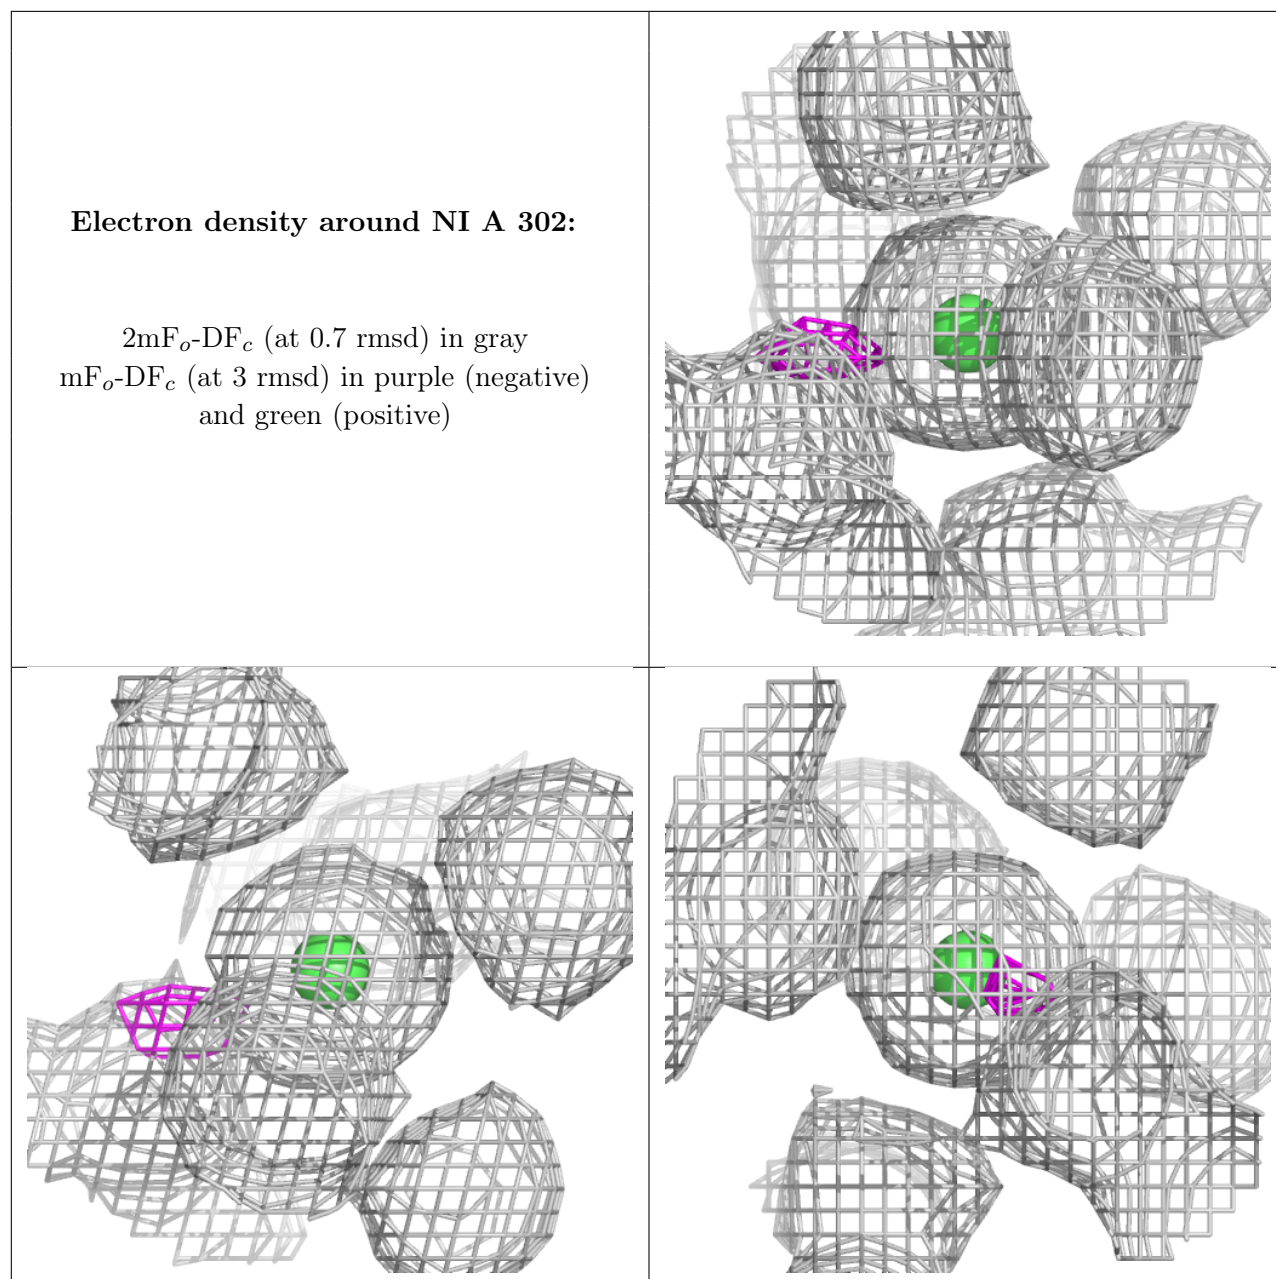 Electron density around NI A 302:
2mFo-DFc (at 0.7 rmsd) in gray
mFo-DFc (at 3 rmsd) in purple (negative)
and green (positive)